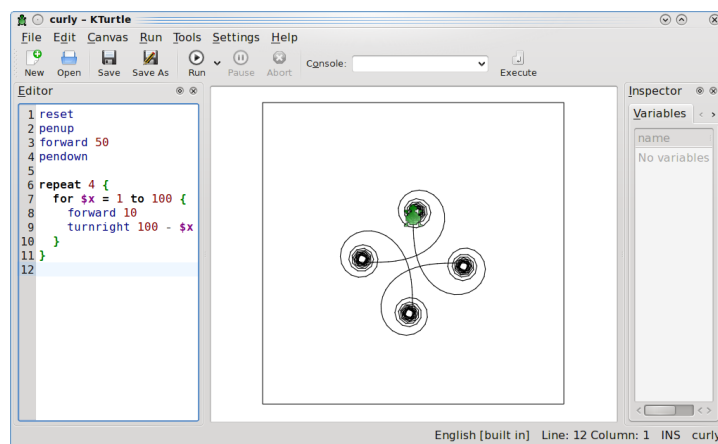 curly – KTurtle
File Edit Canvas Run Tools Settings Help
New Open Save Save As Run Pause Abort Console: Execute
Editor
1 reset
2 penup
3 forward 50
4 pendown
5
6 repeat 4 {
7 for $x = 1 to 100 {
8 forward 10
9 turnright 100 - $x
10 }
11 }
12
Inspector
Variables
name
No variables
English [built in] Line: 12 Column: 1 INS curly